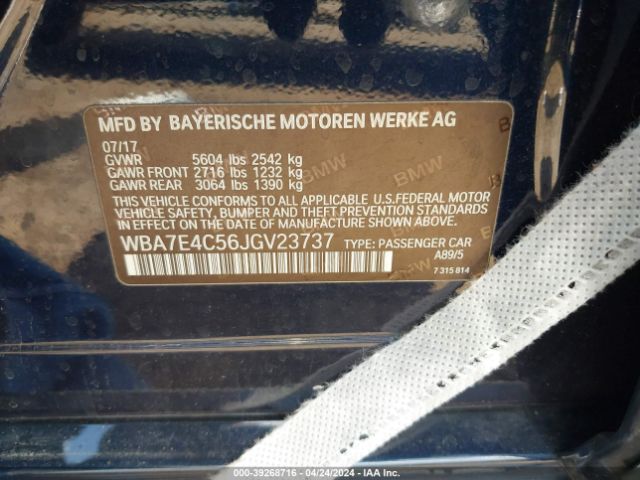 MFD BY BAYERISCHE MOTOREN WERKE AG
07/17
GVWR 5604 lbs 2542 kg
GAWR FRONT 2716 lbs 1232 kg
GAWR REAR 3064 lbs 1390 kg
THIS VEHICLE CONFORMS TO ALL APPLICABLE U.S.FEDERAL MOTOR
VEHICLE SAFETY, BUMPER AND THEFT PREVENTION STANDARDS
IN EFFECT ON THE DATE OF MANUFACTURE SHOWN ABOVE.
WBA7E4C56JGV23737 TYPE: PASSENGER CAR
A89/5
7 315 814
BMW
BMW
000-39268716 - 04/24/2024 - IAA Inc.